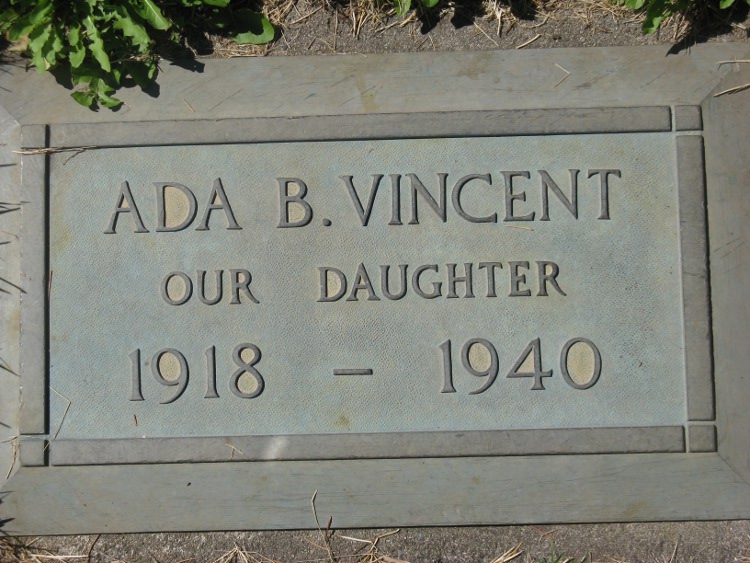 ADA B. VINCENT
OUR DAUGHTER
1918 – 1940